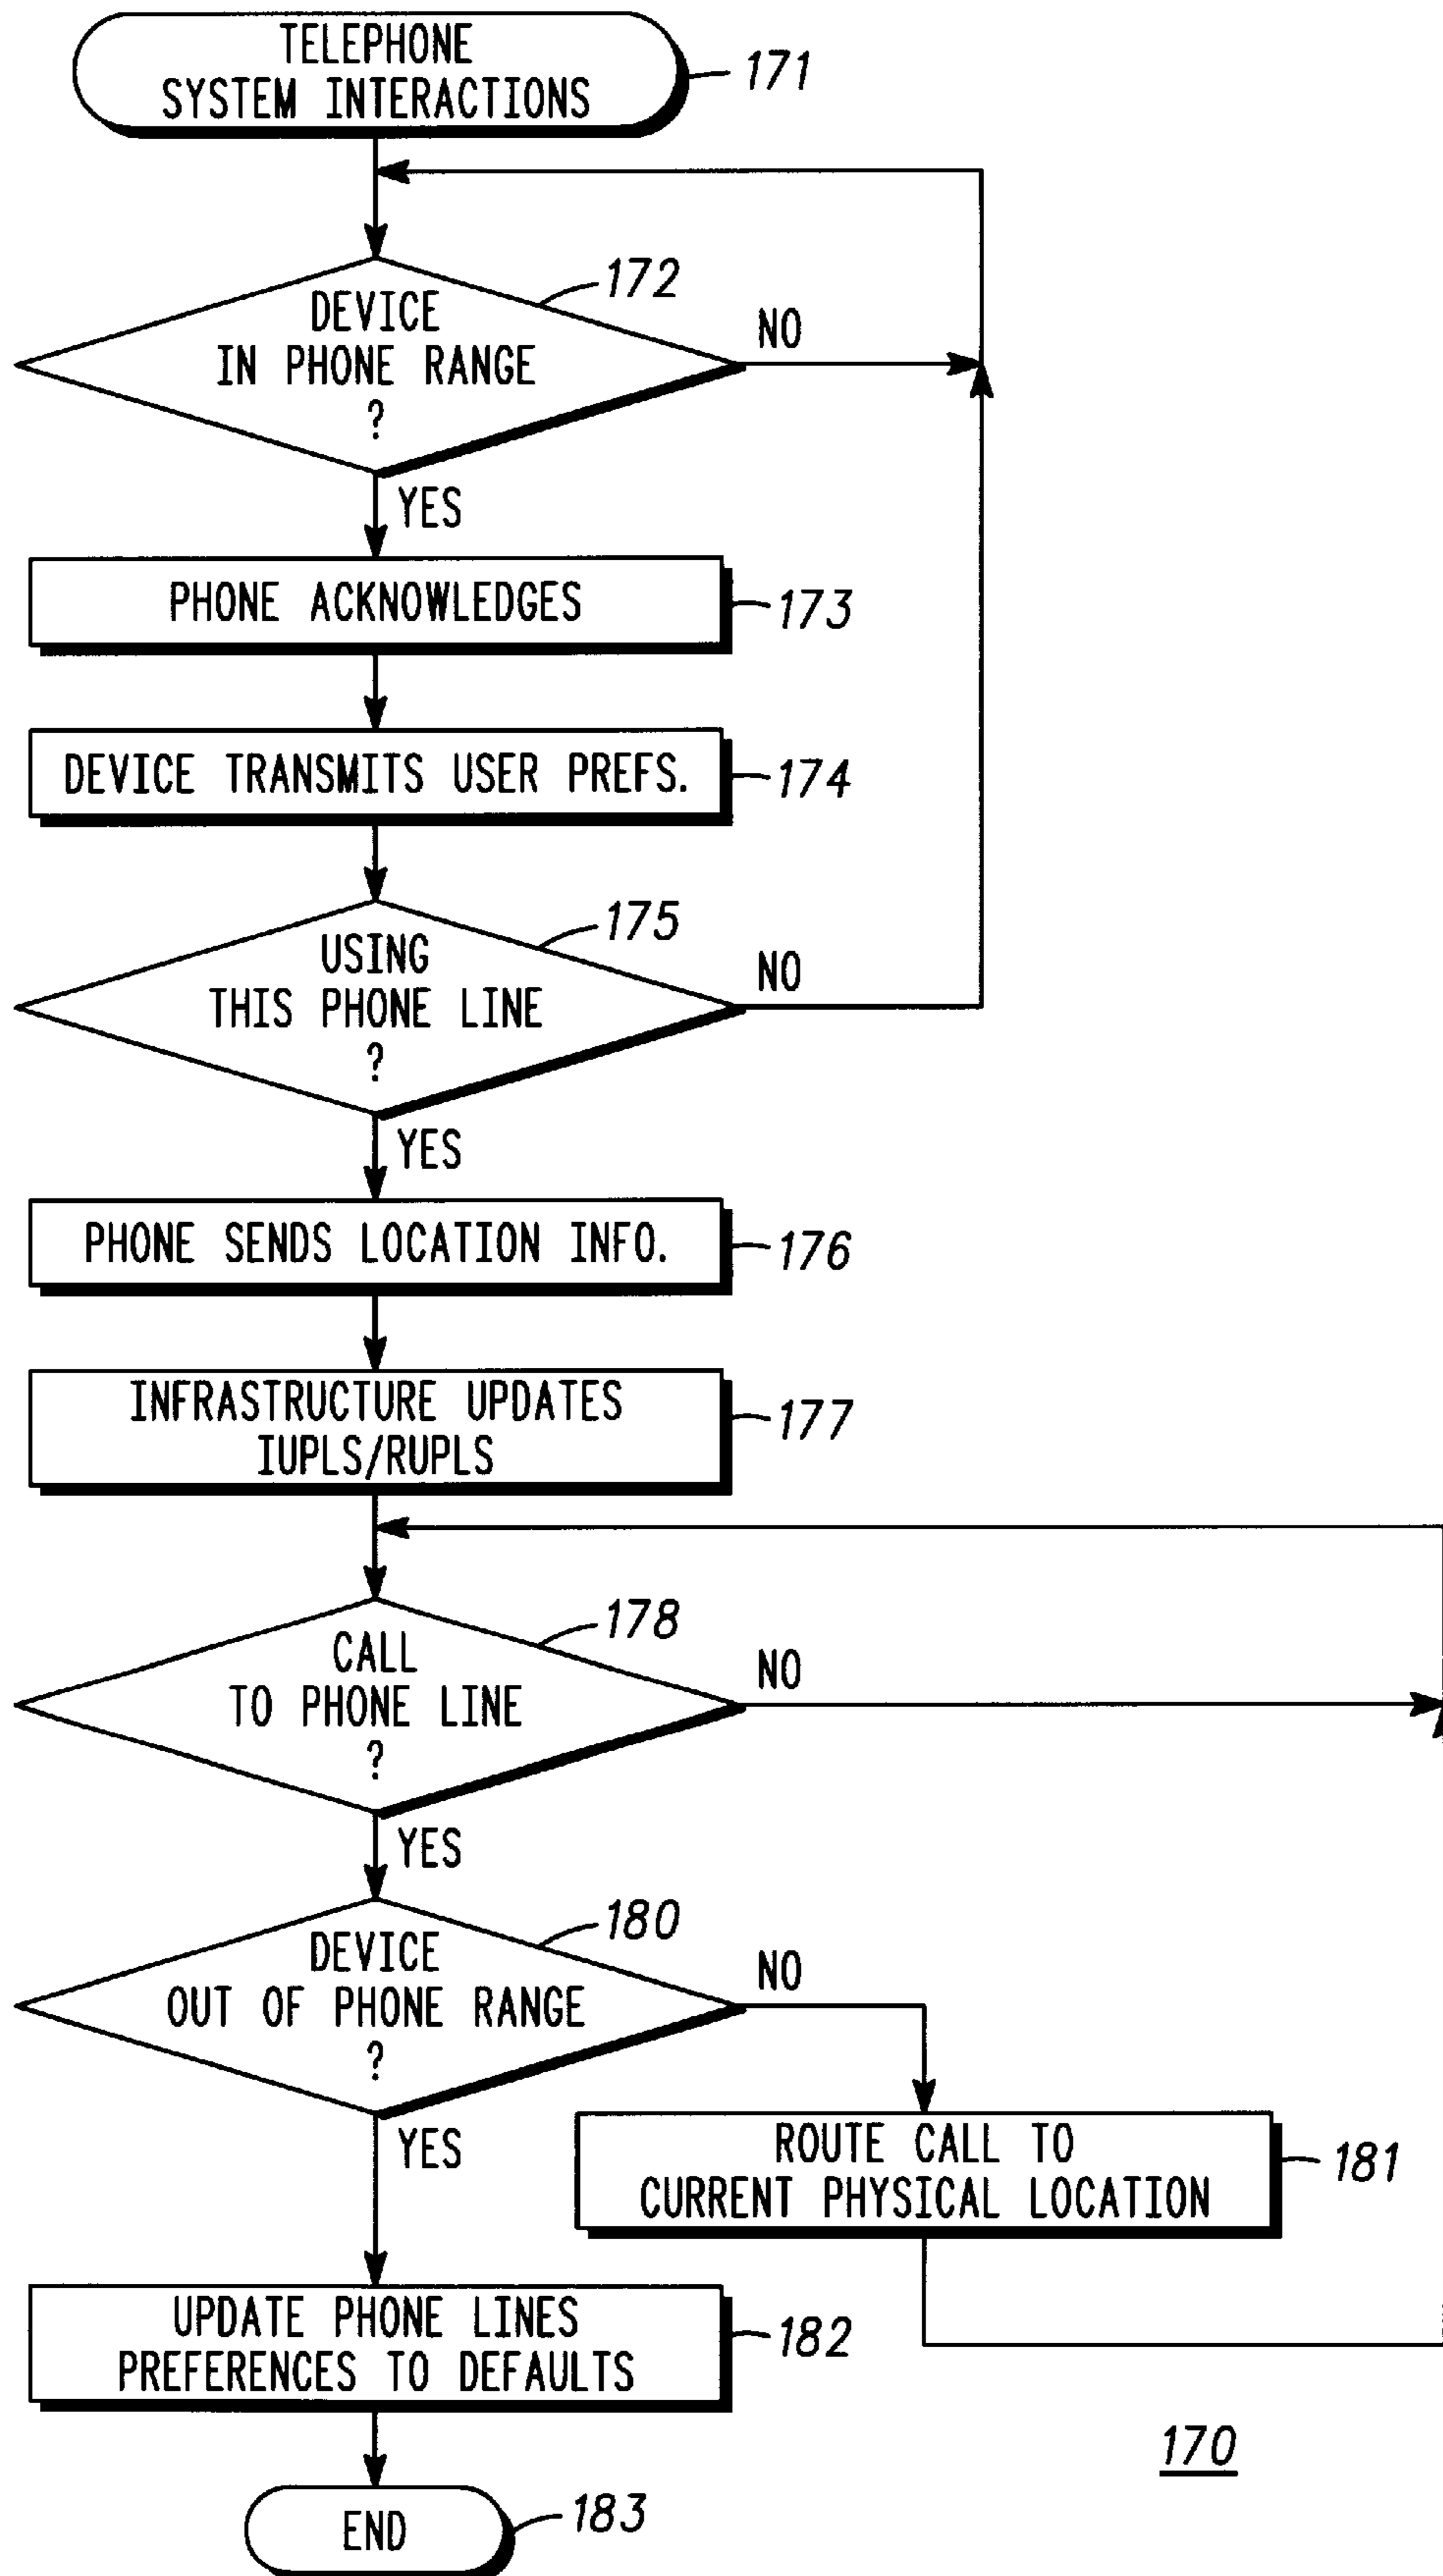 TELEPHONE
SYSTEM INTERACTIONS
171
DEVICE
IN PHONE RANGE
?
172
NO
YES
PHONE ACKNOWLEDGES
173
DEVICE TRANSMITS USER PREFS.
174
USING
THIS PHONE LINE
?
175
NO
YES
PHONE SENDS LOCATION INFO.
176
INFRASTRUCTURE UPDATES
IUPLS/RUPLS
177
CALL
TO PHONE LINE
?
178
NO
YES
DEVICE
OUT OF PHONE RANGE
?
180
NO
YES
ROUTE CALL TO
CURRENT PHYSICAL LOCATION
181
UPDATE PHONE LINES
PREFERENCES TO DEFAULTS
182
170
END
183